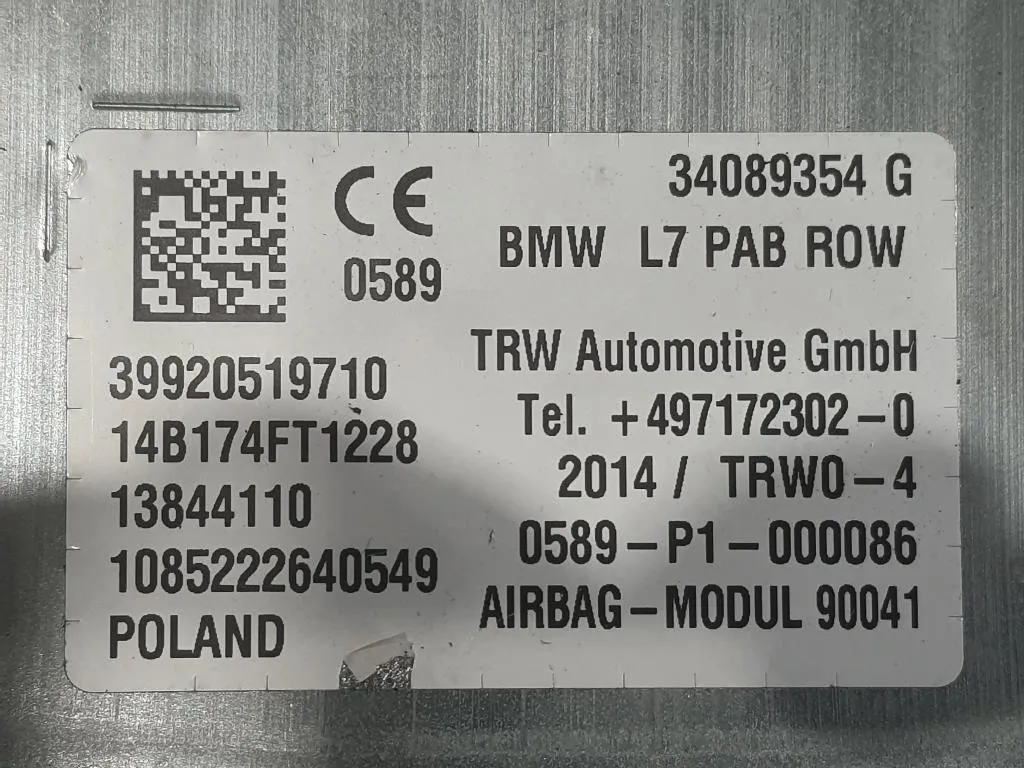 CE
0589
34089354 G
BMW L7 PAB ROW
39920519710
14B174FT1228
13844110
1085222640549
POLAND
TRW Automotive GmbH
Tel. +497172302-0
2014 / TRW0-4
0589-P1-000086
AIRBAG-MODUL 90041